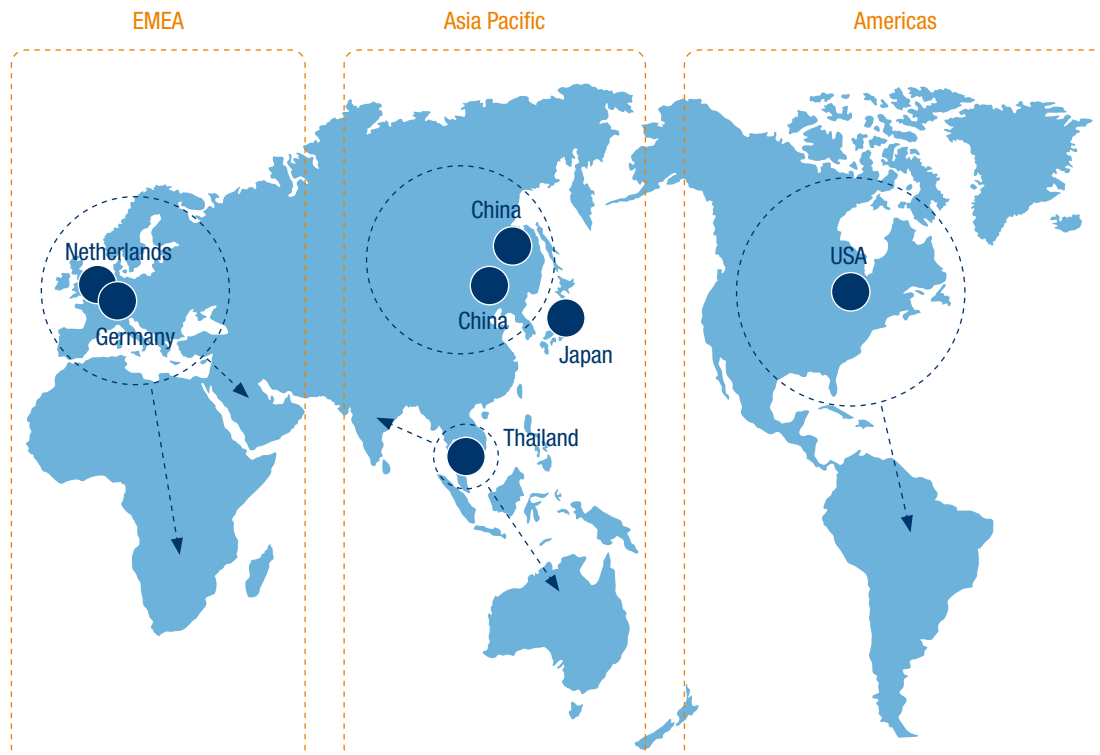 EMEA
Asia Pacific
Americas
China
Netherlands
USA
China
Germany
Japan
Thailand